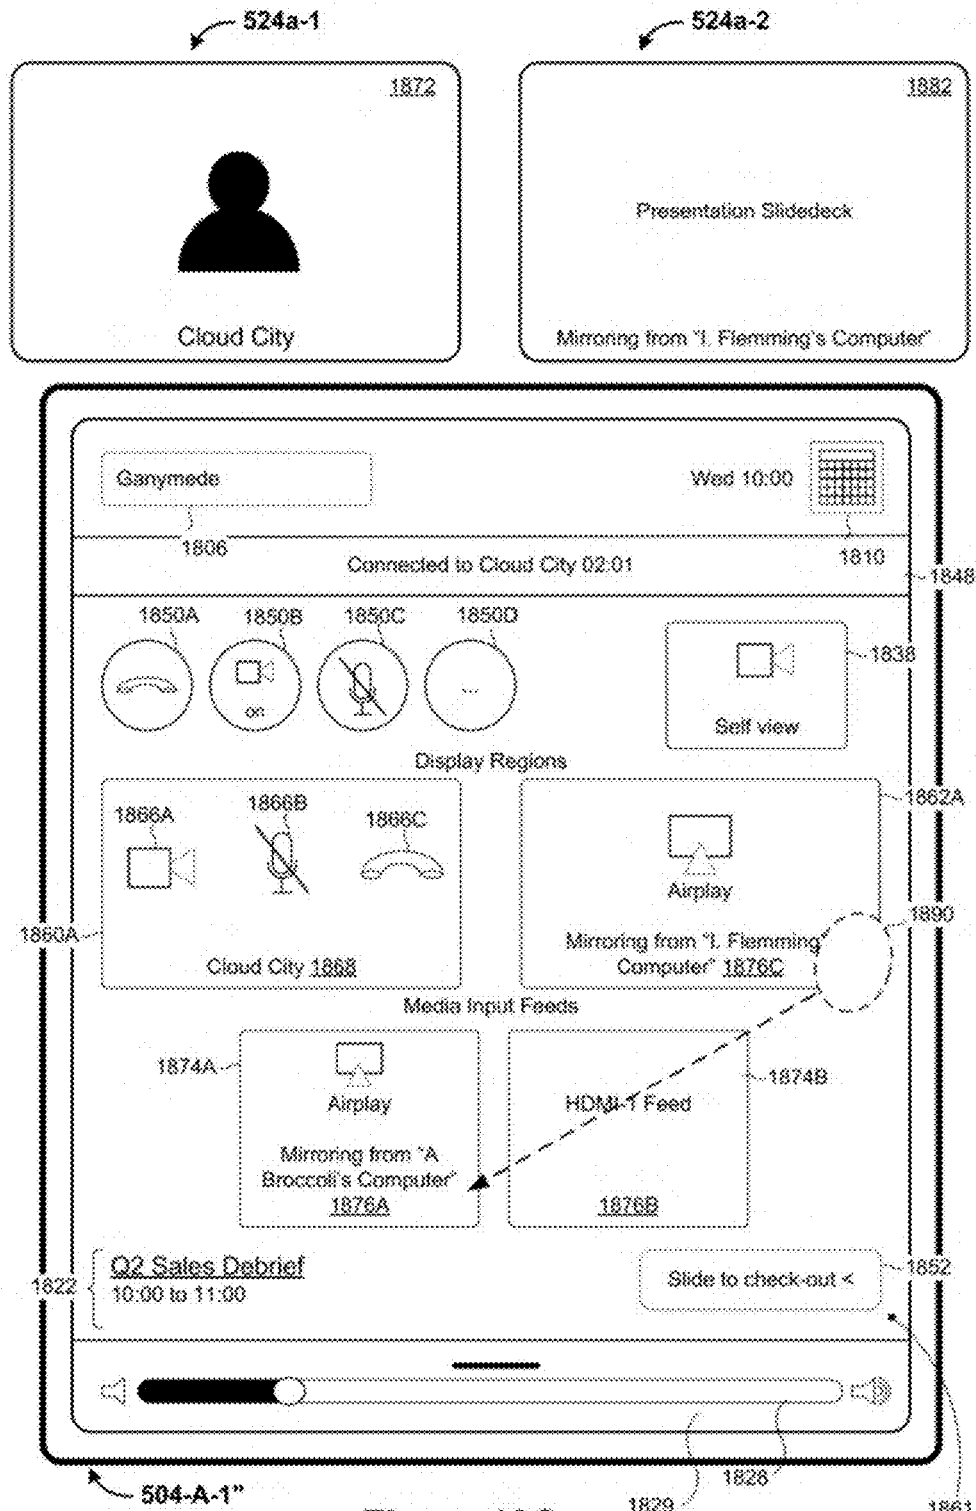 524a-1
524a-2
1872
1882
Presentation Slidedeck
Cloud City
Mirroring from "I. Flemming's Computer"
Ganymede
Wed 10:00
1806
1810
Connected to Cloud City 02:01
1848
1850A
1850B
1850C
1850D
on
...
1838
Self view
Display Regions
1862A
1866A
1866B
1866C
Airplay
1890
1860A
Mirroring from "I. Flemming
Computer" 1876C
Cloud City 1868
Media Input Feeds
1874A
1874B
Airplay
HDMI-1 Feed
Mirroring from "A
Broccoli's Computer"
1876A
1876B
1822
Q2 Sales Debrief
10:00 to 11:00
Slide to check-out <
1852
504-A-1"
1829
1828